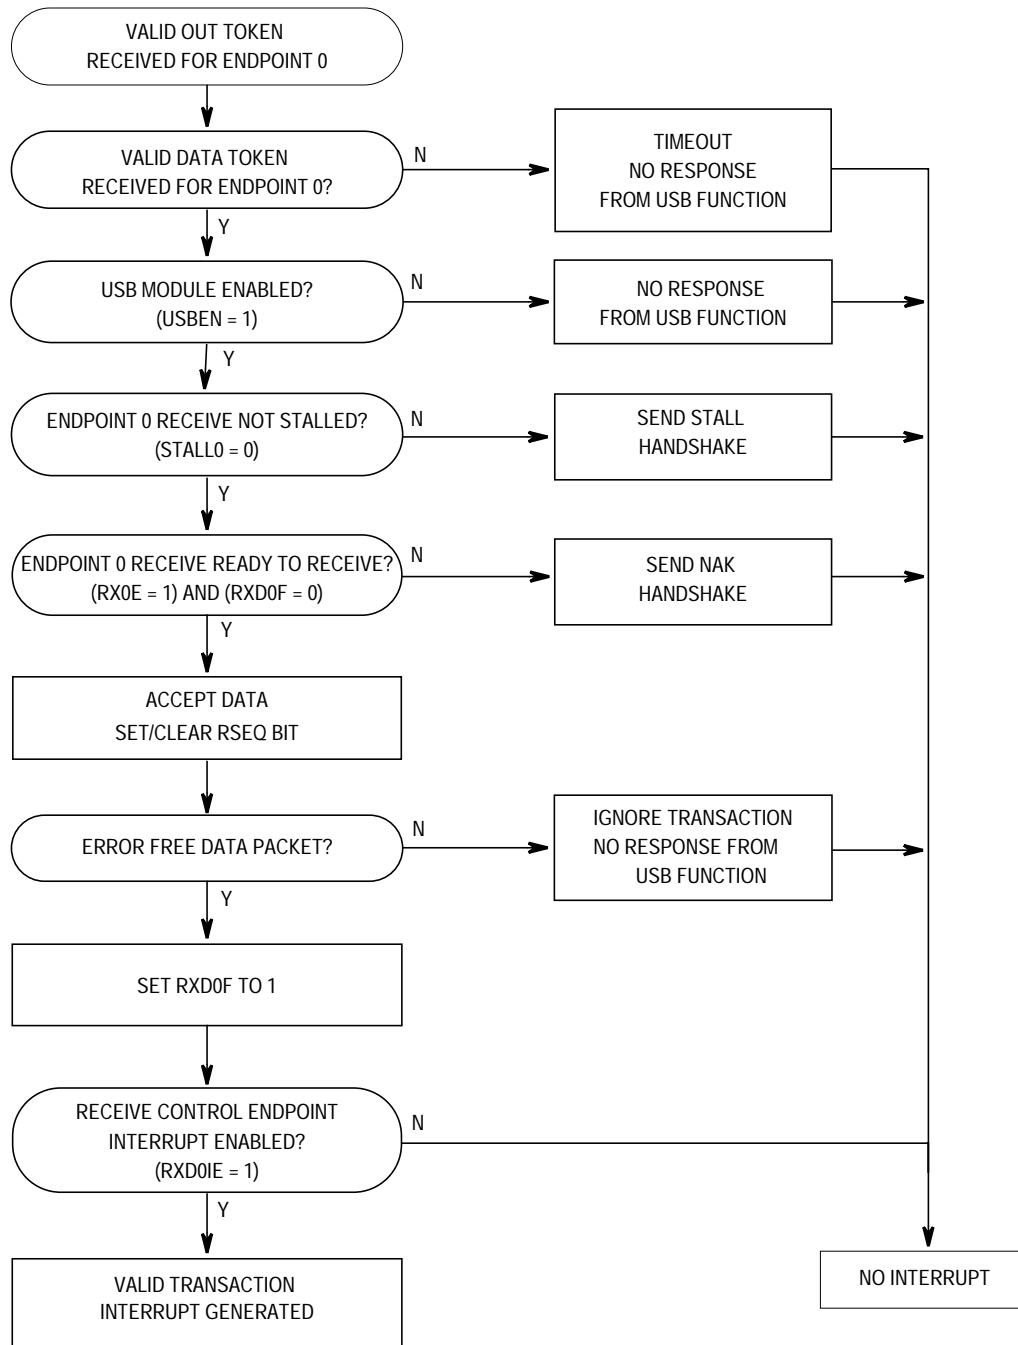 VALID OUT TOKEN
RECEIVED FOR ENDPOINT 0
VALID DATA TOKEN
RECEIVED FOR ENDPOINT 0?
N
TIMEOUT
NO RESPONSE
FROM USB FUNCTION
Y
USB MODULE ENABLED?
(USBEN = 1)
N
NO RESPONSE
FROM USB FUNCTION
Y
ENDPOINT 0 RECEIVE NOT STALLED?
(STALL0 = 0)
N
SEND STALL
HANDSHAKE
Y
ENDPOINT 0 RECEIVE READY TO RECEIVE?
(RX0E = 1) AND (RXD0F = 0)
N
SEND NAK
HANDSHAKE
Y
ACCEPT DATA
SET/CLEAR RSEQ BIT
ERROR FREE DATA PACKET?
N
IGNORE TRANSACTION
NO RESPONSE FROM
USB FUNCTION
Y
SET RXD0F TO 1
RECEIVE CONTROL ENDPOINT
INTERRUPT ENABLED?
(RXD0IE = 1)
N
Y
VALID TRANSACTION
INTERRUPT GENERATED
NO INTERRUPT